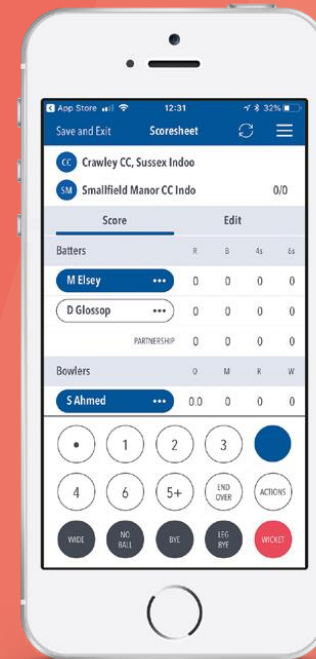 App Store 12:31 32%
Save and Exit Scoresheet
CC Crawley CC, Sussex Indoo
SM Smallfield Manor CC Indo 0/0
Score Edit
Batters R B 4s 6s
M Elsey ••• 0 0 0 0
D Glossop ••• 0 0 0 0
PARTNERSHIP 0 0 0 0
Bowlers O M R W
S Ahmed ••• 0.0 0 0 0
• 1 2 3
4 6 5+ END OVER ACTIONS
WIDE NO BALL BYE LEG BYE WICKET